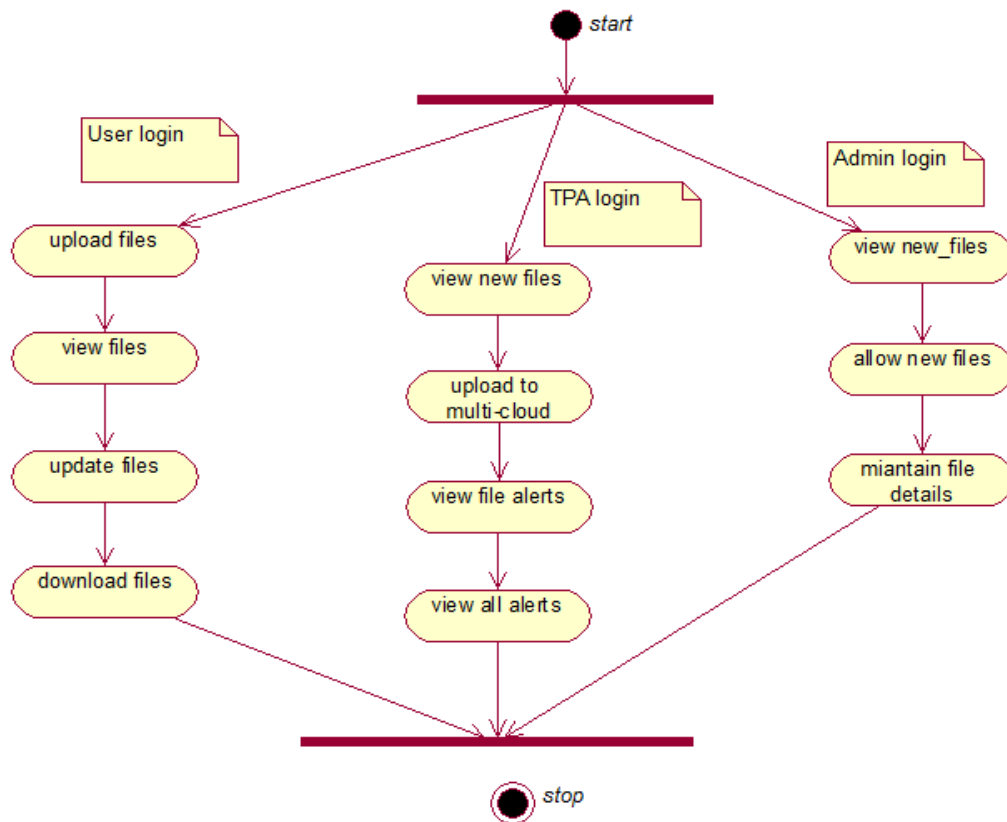 start
User login
TPA login
Admin login
upload files
view files
update files
download files
view new files
upload to
multi-cloud
view file alerts
view all alerts
view new_files
allow new files
miantain file
details
stop